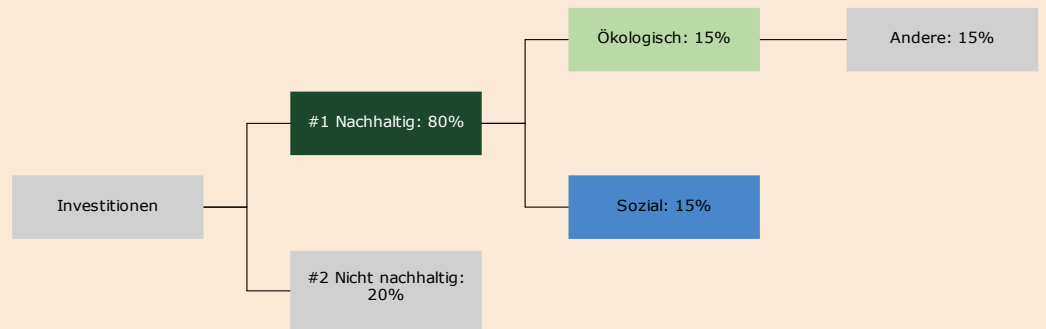 Ökologisch: 15%
Andere: 15%
#1 Nachhaltig: 80%
Investitionen
Sozial: 15%
#2 Nicht nachhaltig:
20%